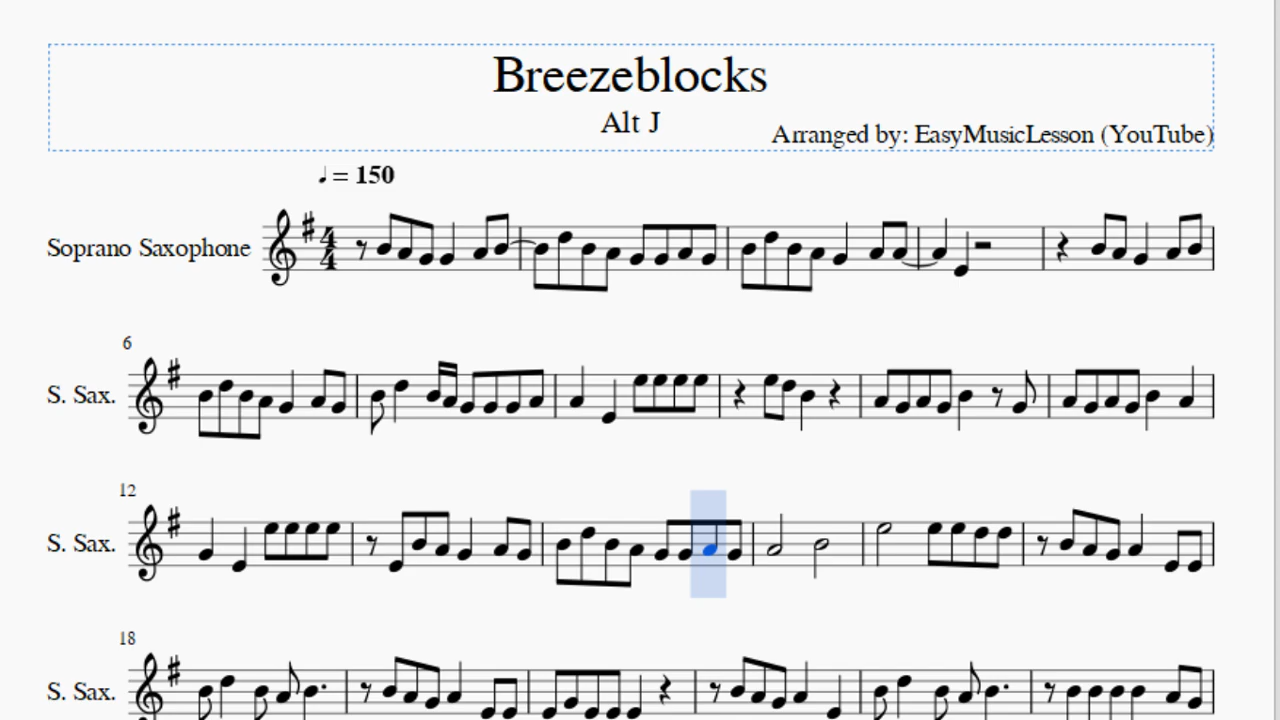 Breezeblocks
Alt J
Arranged by: EasyMusicLesson (YouTube)
♩ = 150
Soprano Saxophone
4
4
6
S. Sax.
12
S. Sax.
18
S. Sax.